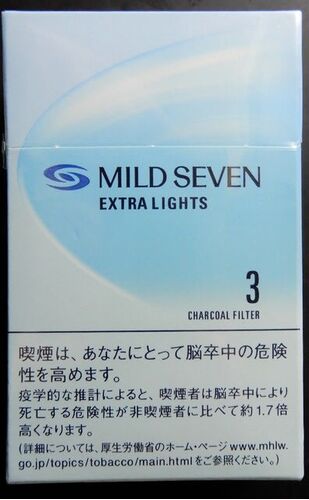 MILD SEVEN
EXTRA LIGHTS
3
CHARCOAL FILTER
喫煙は、あなたにとって脳卒中の危険
性を高めます。
疫学的な推計によると、喫煙者は脳卒中により
死亡する危険性が非喫煙者に比べて約1.7倍
高くなります。
(詳細については、厚生労働省のホーム・ページ www.mhlw.
go.jp/topics/tobacco/main.html をご参照ください。)